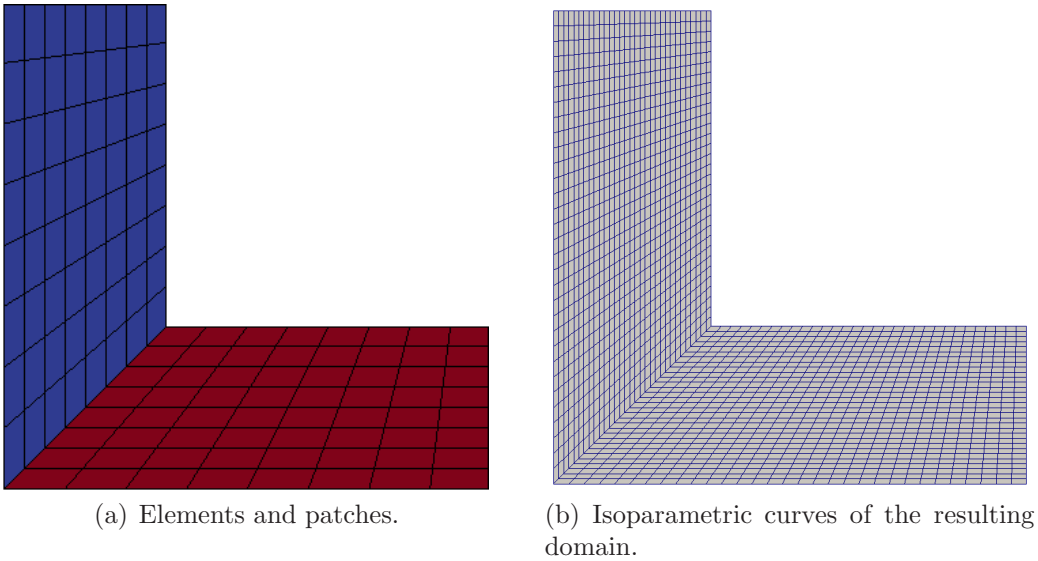 (a) Elements and patches.
(b) Isoparametric curves of the resulting
domain.